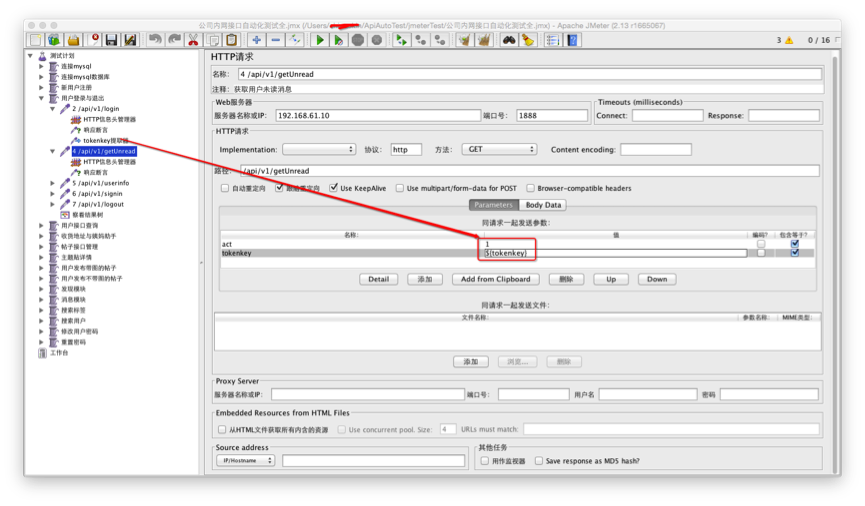 公司内网接口自动化测试全.jmx (/Users/ /ApiAutoTest/jmeterTest/公司内网接口自动化测试全.jmx) - Apache JMeter (2.13 r1665067)
3 0 / 16
测试计划
连接mysql
连接mysql数据库
新用户注册
用户登录与退出
2 /api/v1/login
HTTP信息头管理器
响应断言
tokenkey提取器
4 /api/v1/getUnread
HTTP信息头管理器
响应断言
5 /api/v1/userinfo
6 /api/v1/signin
7 /api/v1/logout
察看结果树
用户接口查询
收货地址与姨妈助手
帖子接口管理
主题贴详情
用户发布带图的帖子
用户发布不带图的帖子
发现模块
消息模块
搜索标签
搜索用户
修改用户密码
重置密码
工作台
HTTP请求
名称: 4 /api/v1/getUnread
注释: 获取用户未读消息
Web服务器
服务器名称或IP: 192.168.61.10 端口号: 1888
Timeouts (milliseconds)
Connect: Response:
HTTP请求
Implementation: 协议: http 方法: GET Content encoding:
路径: /api/v1/getUnread
自动重定向 跟随重定向 Use KeepAlive Use multipart/form-data for POST Browser-compatible headers
Parameters Body Data
同请求一起发送参数:
名称: 值 编码? 包含等于?
act 1
tokenkey ${tokenkey}
Detail 添加 Add from Clipboard 删除 Up Down
同请求一起发送文件:
文件名称: 参数名称: MIME类型:
添加 浏览... 删除
Proxy Server
服务器名称或IP: 端口号: 用户名 密码
Embedded Resources from HTML Files
从HTML文件获取所有内含的资源 Use concurrent pool. Size: 4 URLs must match:
Source address
IP/Hostname
其他任务
用作监视器 Save response as MD5 hash?